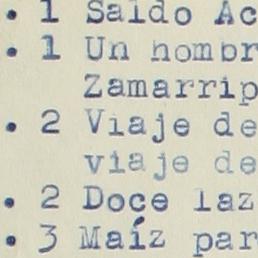 • 1 Saldo Ac
• 1 Un hombr
Zamarrip
• 2 Viaje de
viaje de
• 2 Doce laz
• 3 Maíz par